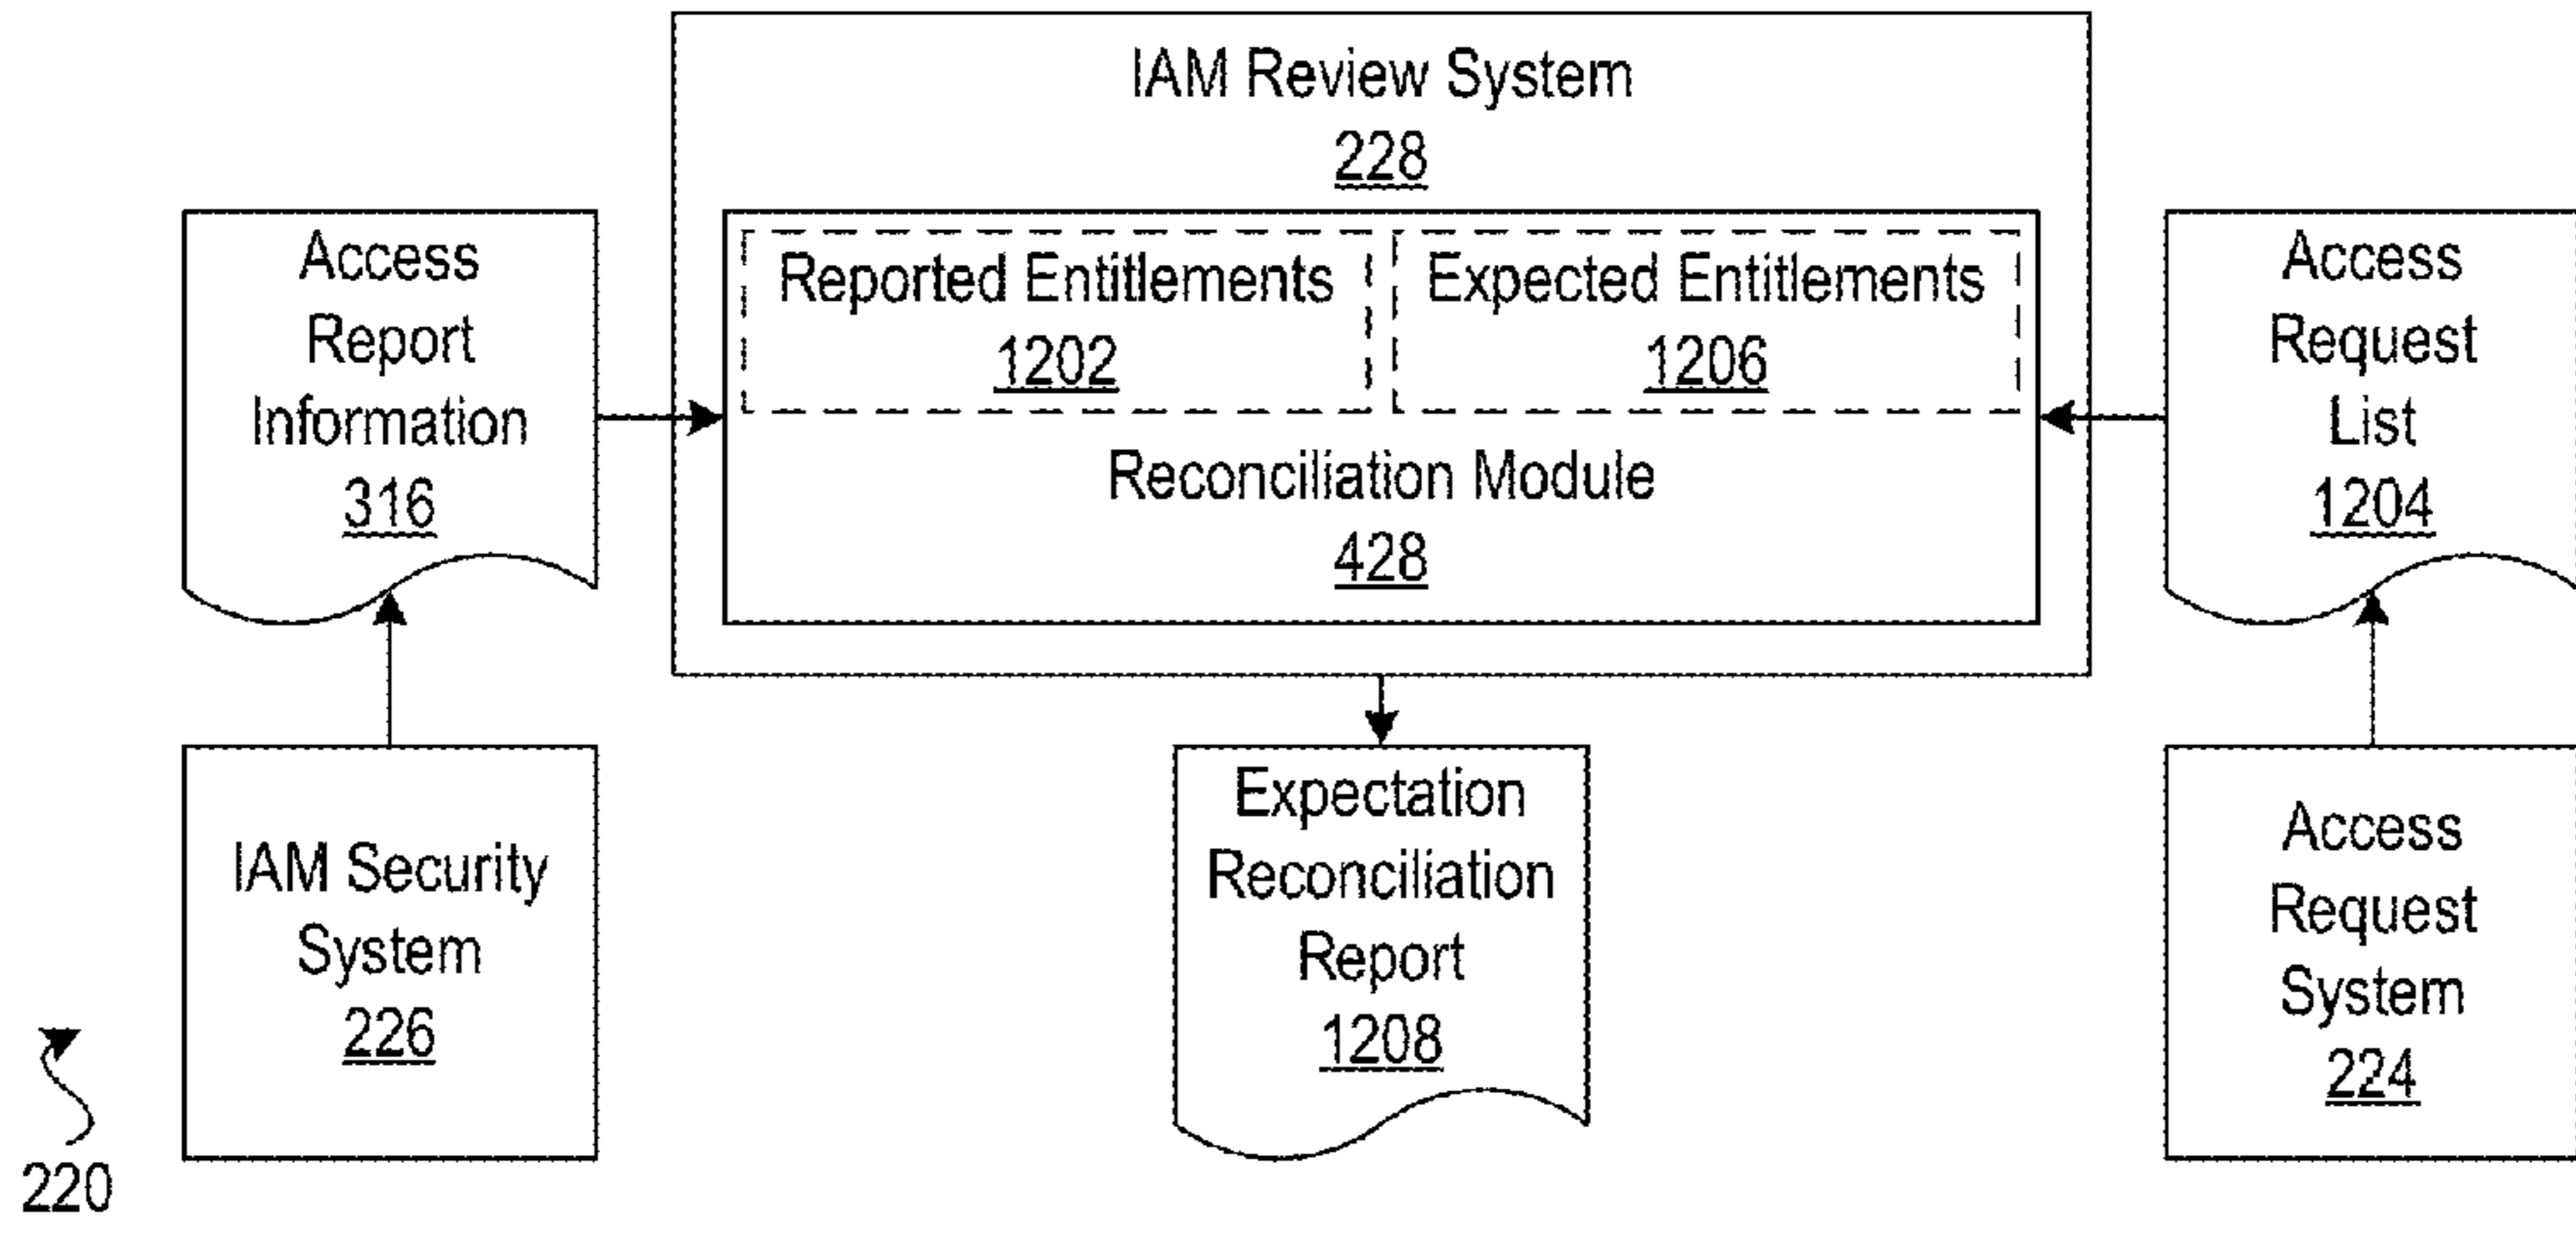 IAM Review System
228
Access
Report
Information
316
Reported Entitlements
1202
Expected Entitlements
1206
Reconciliation Module
428
Access
Request
List
1204
IAM Security
System
226
Expectation
Reconciliation
Report
1208
Access
Request
System
224
220